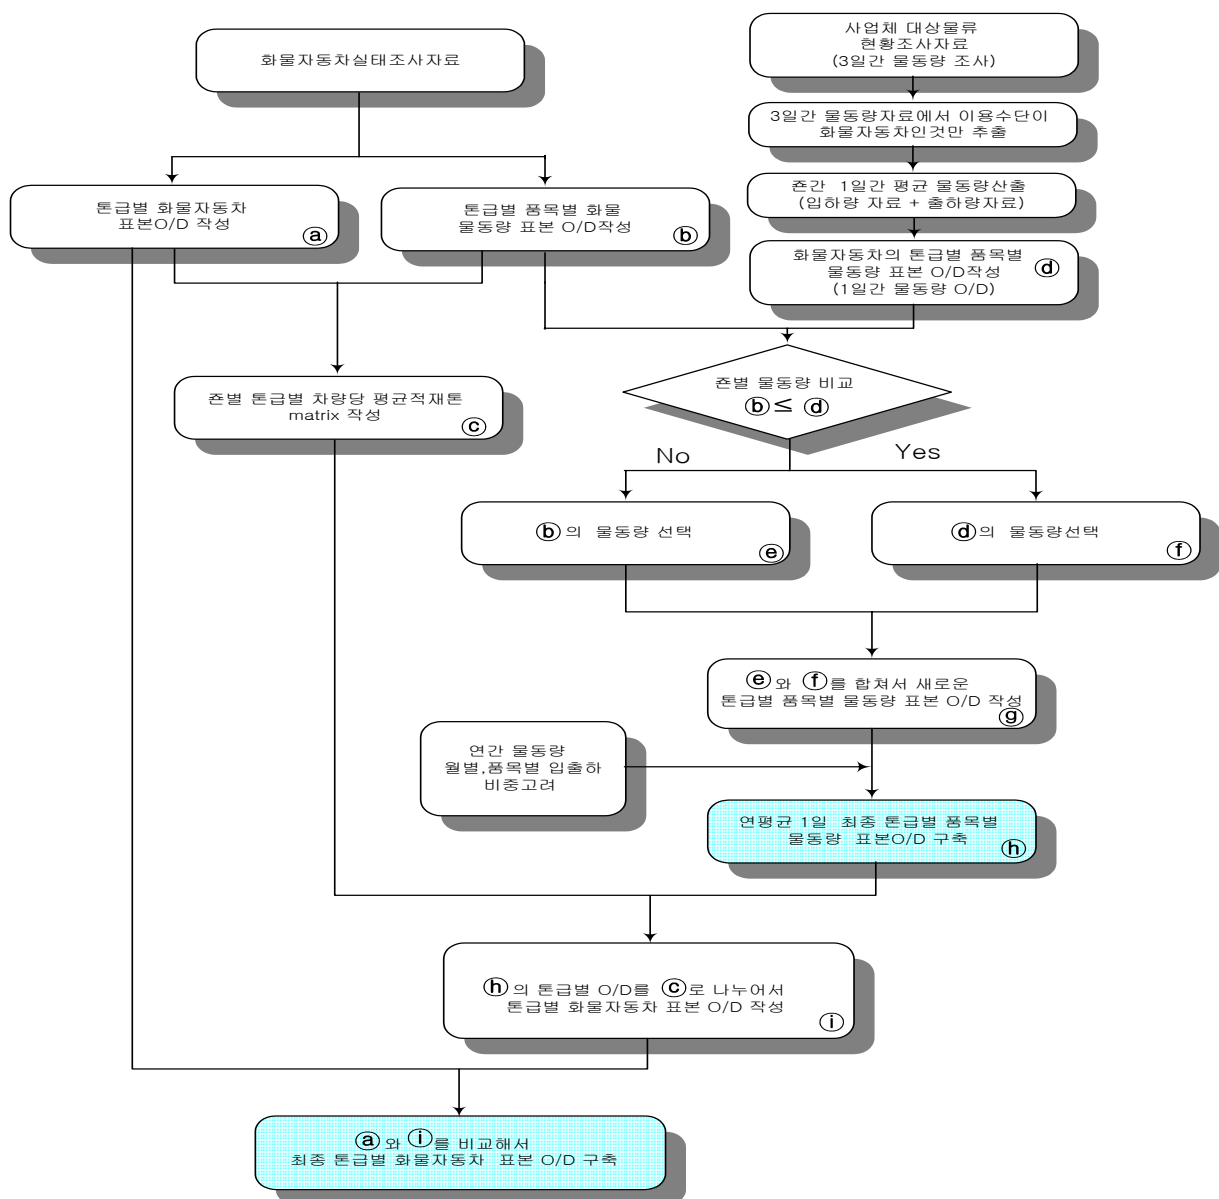 화물자동차실태조사자료
사업체 대상물류
현황조사자료
(3일간 물동량 조사)
3일간 물동량자료에서 이용수단이
화물자동차인것만 추출
죤간 1일간 평균 물동량산출
(입하량 자료 + 출하량자료)
톤급별 화물자동차
표본O/D 작성
ⓐ
톤급별 품목별 화물
물동량 표본 O/D작성
ⓑ
화물자동차의 톤급별 품목별
물동량 표본 O/D작성
(1일간 물동량 O/D)
ⓓ
죤별 물동량 비교
ⓑ≤ ⓓ
죤별 톤급별 차량당 평균적재톤
matrix 작성
ⓒ
No
Yes
ⓑ의 물동량 선택
ⓔ
ⓓ의 물동량선택
ⓕ
ⓔ와 ⓕ를 합쳐서 새로운
톤급별 품목별 물동량 표본 O/D 작성
ⓖ
연간 물동량
월별,품목별 입출하
비중고려
연평균 1일 최종 톤급별 품목별
물동량 표본O/D 구축
ⓗ
ⓗ의 톤급별 O/D를 ⓒ로 나누어서
톤급별 화물자동차 표본 O/D 작성
ⓘ
ⓐ와 ⓘ를 비교해서
최종 톤급별 화물자동차 표본 O/D 구축